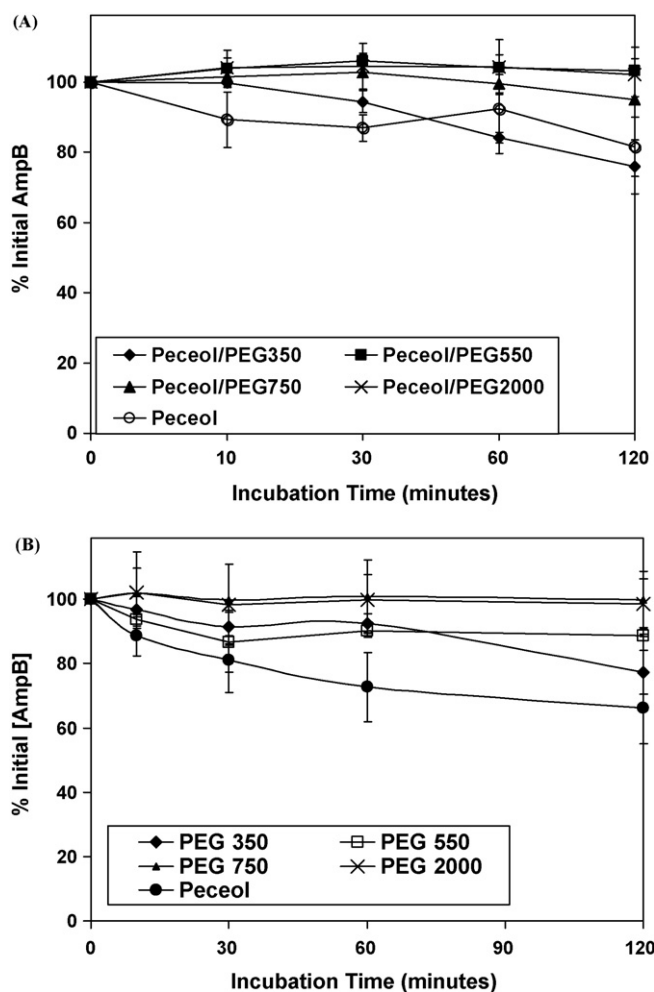 (A)
100
80
60
40
20
0
% Initial AmpB
Peceol/PEG350 Peceol/PEG550
Peceol/PEG750 Peceol/PEG2000
Peceol
0 10 30 60 120
Incubation Time (minutes)
(B)
100
80
60
40
20
0
% Initial [AmpB]
PEG 350 PEG 550
PEG 750 PEG 2000
Peceol
0 30 60 90 120
Incubation Time (minutes)